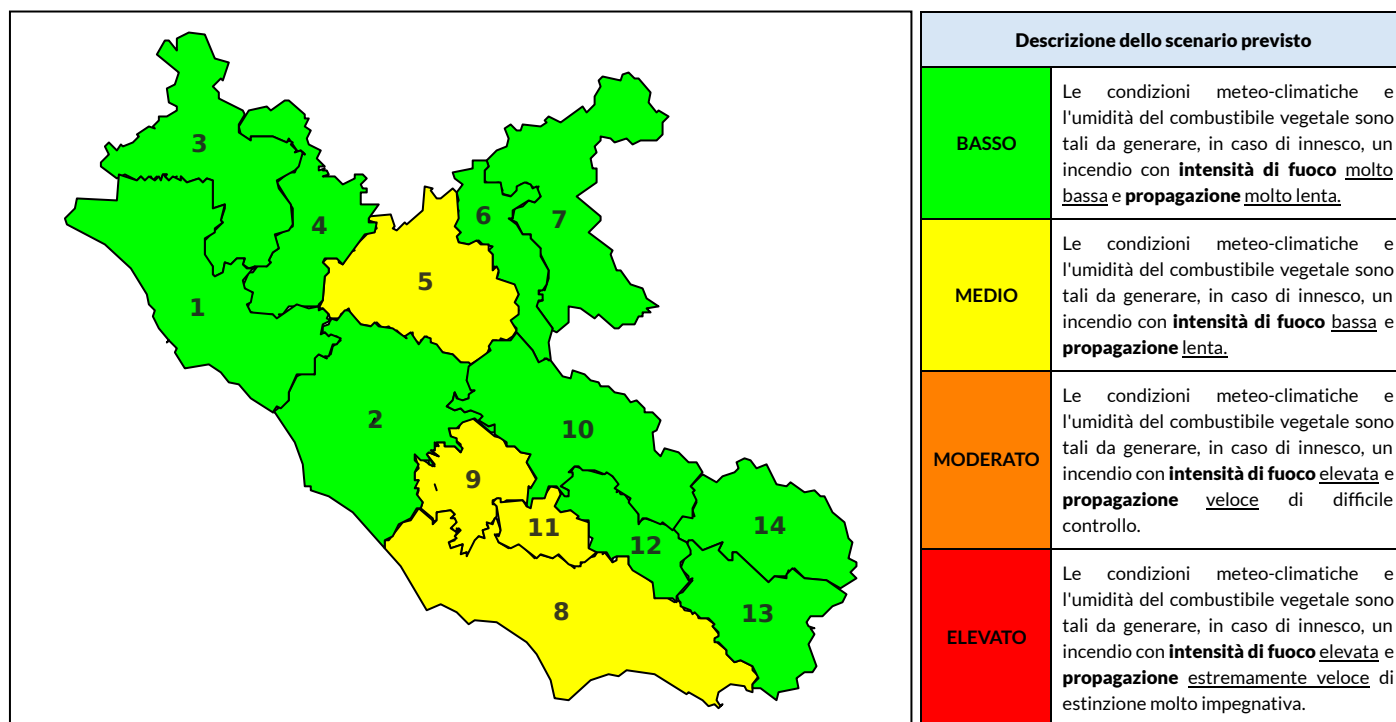 3
4
6
7
5
1
2
10
9
11
14
12
8
13
Descrizione dello scenario previsto
BASSO
Le condizioni meteo-climatiche e
l'umidità del combustibile vegetale sono
tali da generare, in caso di innesco, un
incendio con intensità di fuoco molto
bassa e propagazione molto lenta.
MEDIO
Le condizioni meteo-climatiche e
l'umidità del combustibile vegetale sono
tali da generare, in caso di innesco, un
incendio con intensità di fuoco bassa e
propagazione lenta.
MODERATO
Le condizioni meteo-climatiche e
l'umidità del combustibile vegetale sono
tali da generare, in caso di innesco, un
incendio con intensità di fuoco elevata e
propagazione veloce di difficile
controllo.
ELEVATO
Le condizioni meteo-climatiche e
l'umidità del combustibile vegetale sono
tali da generare, in caso di innesco, un
incendio con intensità di fuoco elevata e
propagazione estremamente veloce di
estinzione molto impegnativa.